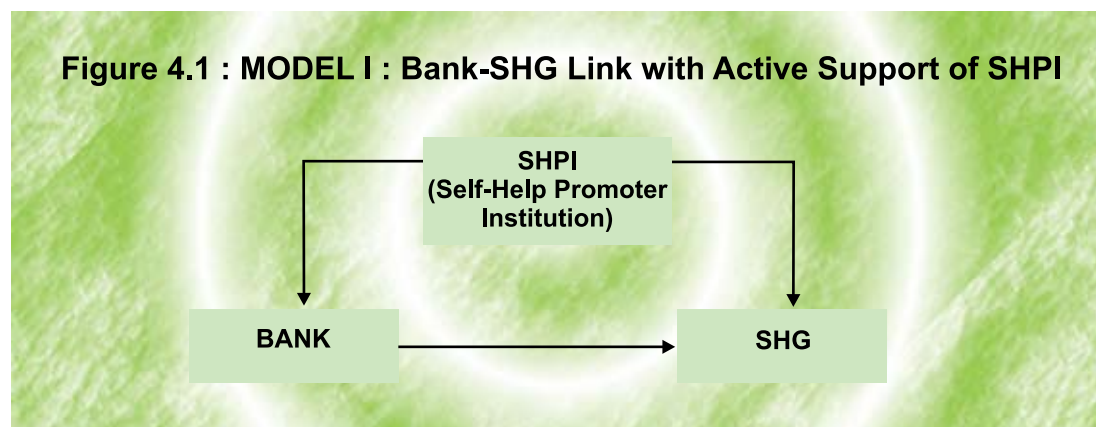 Figure 4.1 : MODEL I : Bank-SHG Link with Active Support of SHPI
SHPI
(Self-Help Promoter
Institution)
BANK
SHG